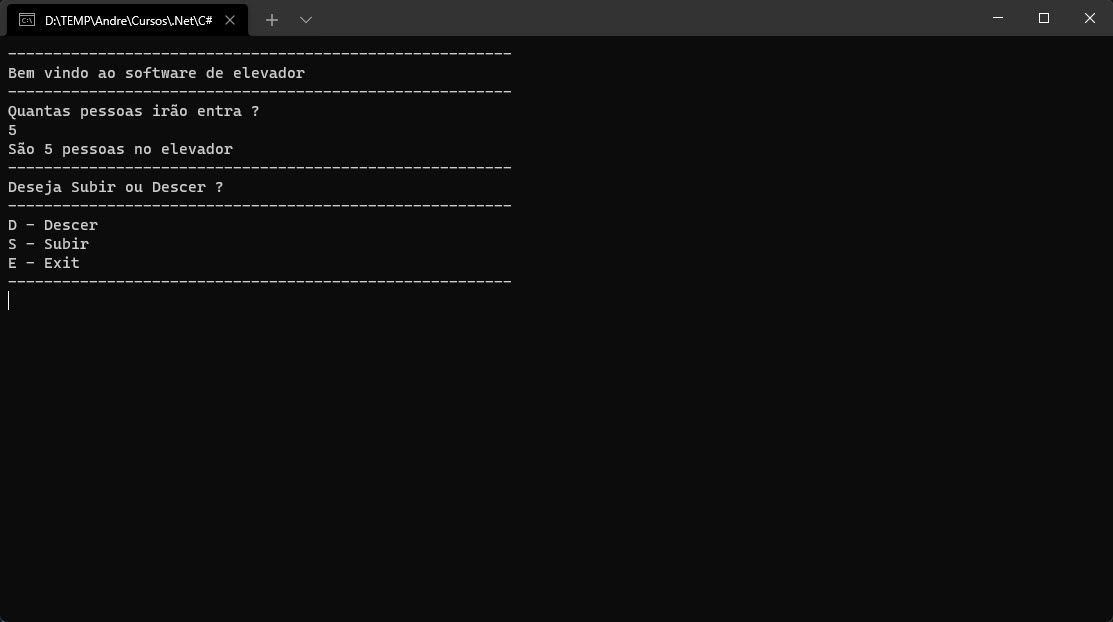 D:\TEMP\Andre\Cursos\.Net\C#
-------------------------------------------------------
Bem vindo ao software de elevador
-------------------------------------------------------
Quantas pessoas irão entra ?
5
São 5 pessoas no elevador
-------------------------------------------------------
Deseja Subir ou Descer ?
-------------------------------------------------------
D - Descer
S - Subir
E - Exit
-------------------------------------------------------